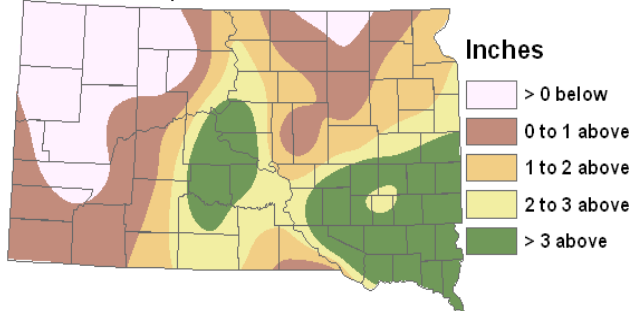 Inches
> 0 below
0 to 1 above
1 to 2 above
2 to 3 above
> 3 above